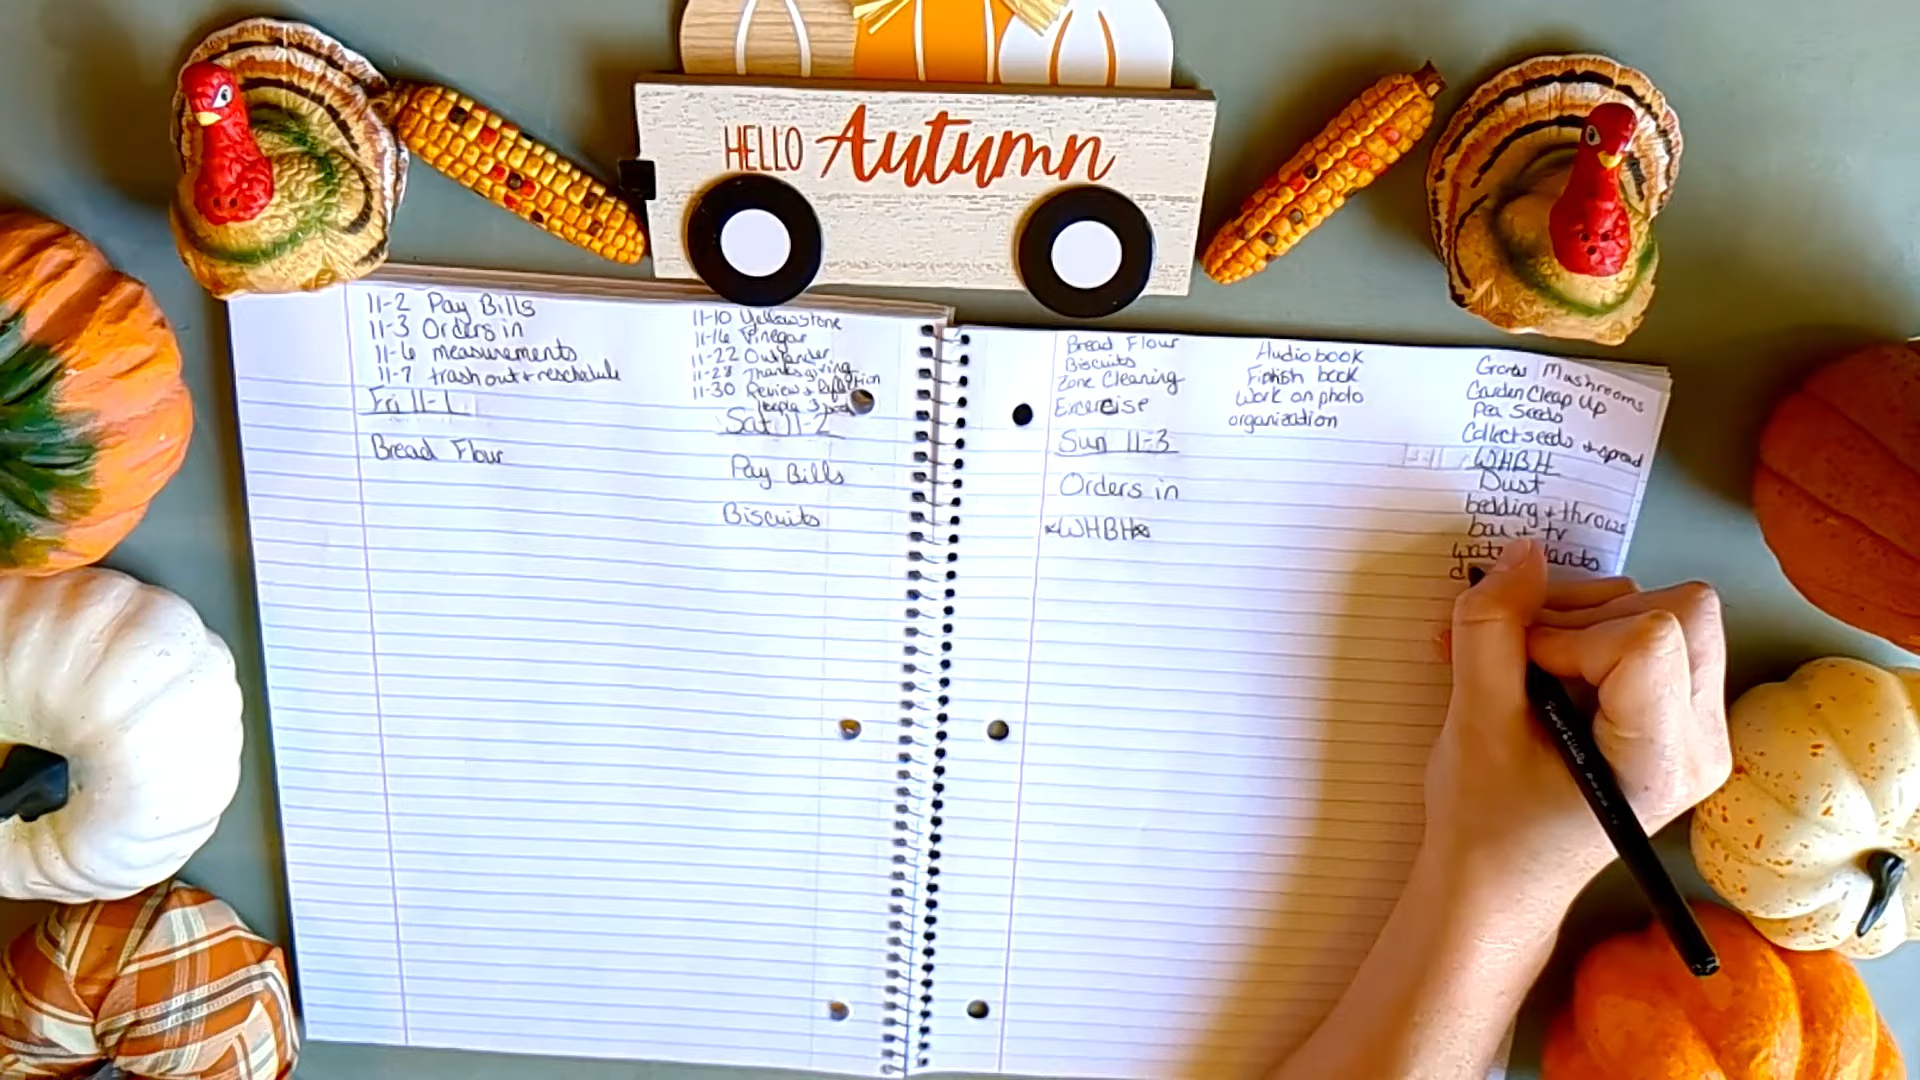 HELLO Autumn
11-2 Pay Bills
11-3 Orders in
11-6 measurements
11-7 trash out + reschedule
11-10 Yellowstone
11-16 Vinegar
11-22 Outlander
11-28 Thanksgiving
11-30 Review + Reflection
Fri 11-1
Bread Flour
Sat 11-2
Pay Bills
Biscuits
Bread Flour
Biscuits
Zone Cleaning
Excercise
Audiobook
Finish book
Work on photo
organization
Grow Mushrooms
Garden Clean Up
Pea Seeds
Collect seeds + spread
Sun 11-3
Orders in
*WHBH*
WHBH
Dust
bedding + throws
bar + tv